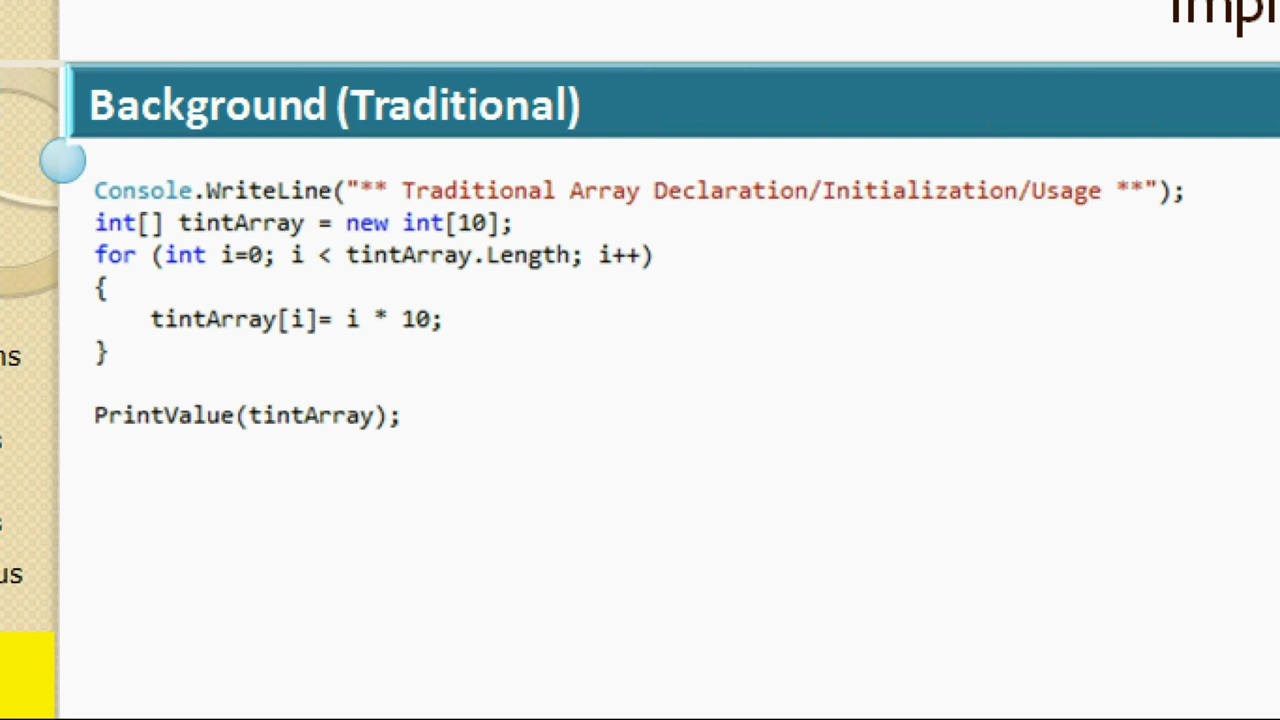 Background (Traditional)
Console.WriteLine("** Traditional Array Declaration/Initialization/Usage **");
int[] tintArray = new int[10];
for (int i=0; i < tintArray.Length; i++)
{
    tintArray[i]= i * 10;
}
PrintValue(tintArray);